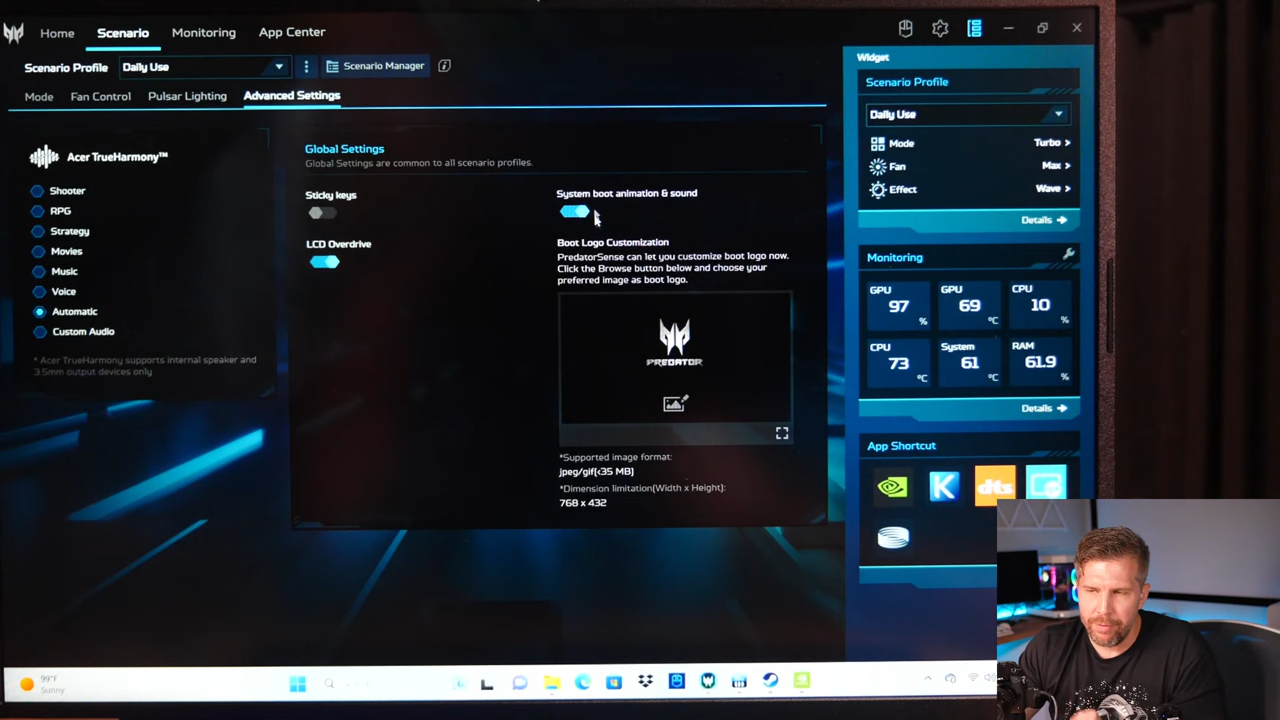 Home Scenario Monitoring App Center
Scenario Profile Daily Use Scenario Manager
Mode Fan Control Pulsar Lighting Advanced Settings
Acer TrueHarmony™
Shooter
RPG
Strategy
Movies
Music
Voice
Automatic
Custom Audio
* Acer TrueHarmony supports internal speaker and
3.5mm output devices only
Global Settings
Global Settings are common to all scenario profiles.
Sticky keys
LCD Overdrive
System boot animation & sound
Boot Logo Customization
PredatorSense can let you customize boot logo now.
Click the Browse button below and choose your
preferred image as boot logo.
PREDATOR
*Supported image format:
jpeg/gif(<35 MB)
*Dimension limitation(Width x Height):
768 x 432
Widget
Scenario Profile
Daily Use
Mode Turbo >
Fan Max >
Effect Wave >
Details
Monitoring
GPU 97 %
GPU 69 °C
CPU 10 %
CPU 73 °C
System 61 °C
RAM 61.9 %
Details
App Shortcut
K
dts
99°F
Sunny